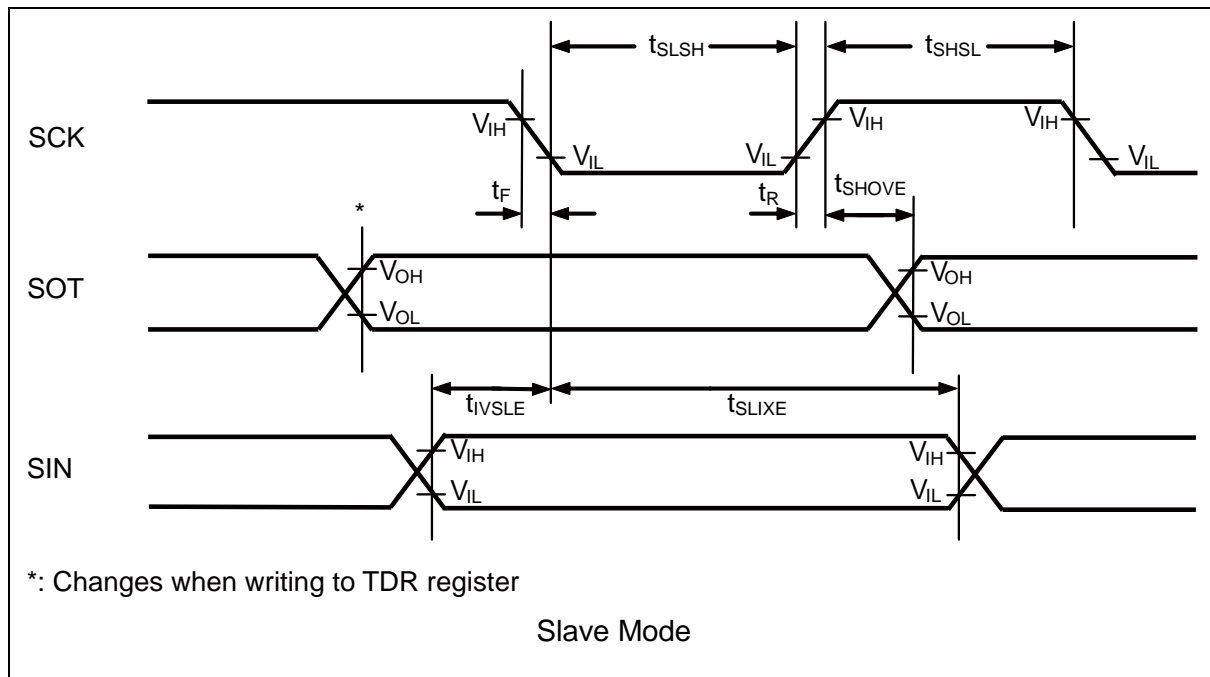 tSLSH tSHSL
SCK VIH VIL VIL VIH VIH VIL
tF tR tSHOVE
*
SOT VOH VOL VOH VOL
tIVSLE tSLIXE
SIN VIH VIL VIH VIL
*: Changes when writing to TDR register
Slave Mode